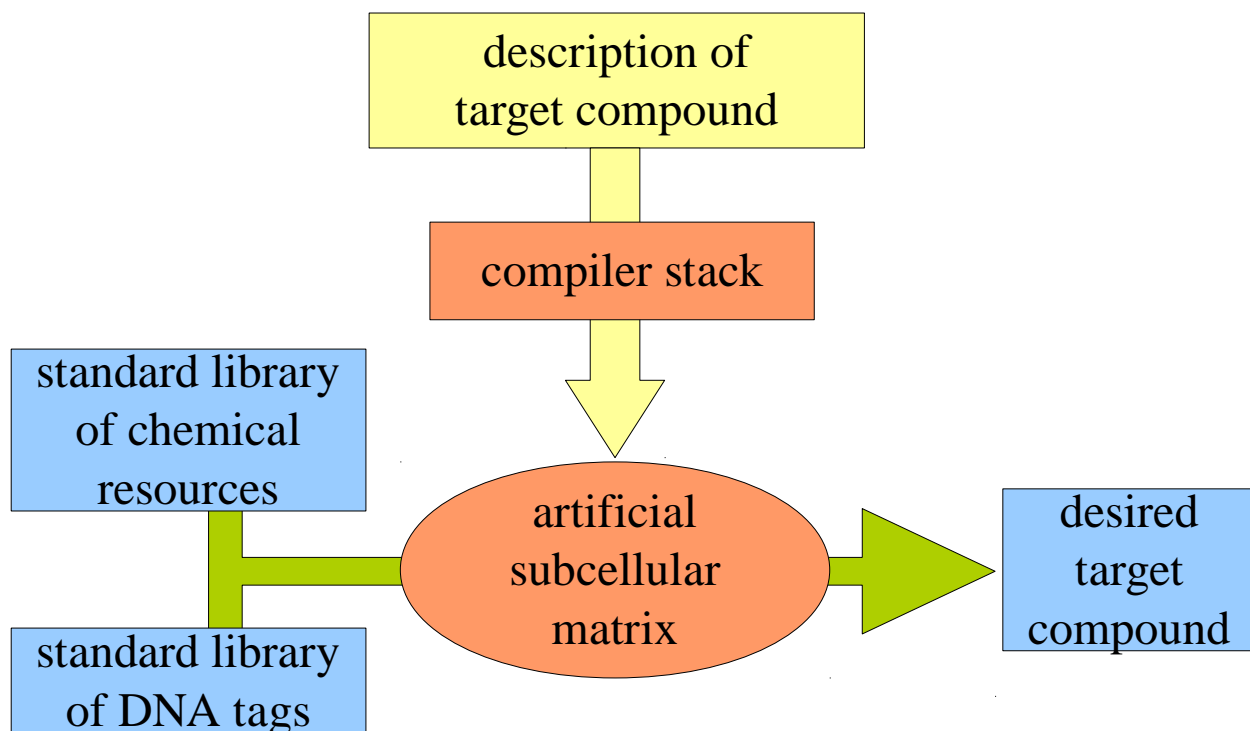 description of
target compound
compiler stack
standard library
of chemical
resources
artificial
subcellular
matrix
desired
target
compound
standard library
of DNA tags